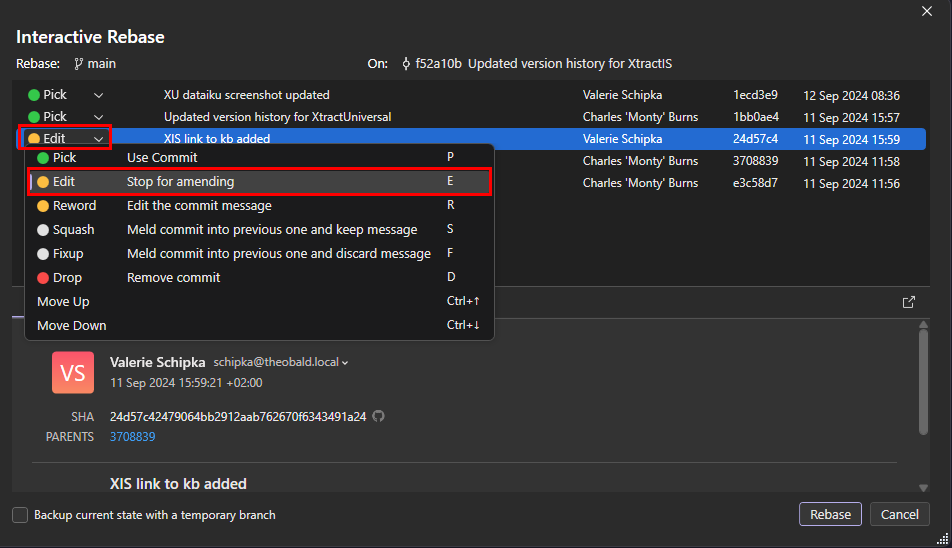 Interactive Rebase
Rebase: main On: f52a10b Updated version history for XtractIS
Pick XU dataiku screenshot updated Valerie Schipka 1ecd3e9 12 Sep 2024 08:36
Pick Updated version history for XtractUniversal Charles 'Monty' Burns 1bb0ae4 11 Sep 2024 15:57
Edit XIS link to kb added Valerie Schipka 24d57c4 11 Sep 2024 15:59
Pick Use Commit P Charles 'Monty' Burns 3708839 11 Sep 2024 11:58
Edit Stop for amending E Charles 'Monty' Burns e3c58d7 11 Sep 2024 11:56
Reword Edit the commit message R
Squash Meld commit into previous one and keep message S
Fixup Meld commit into previous one and discard message F
Drop Remove commit D
Move Up Ctrl+↑
Move Down Ctrl+↓
VS
Valerie Schipka schipka@theobald.local
11 Sep 2024 15:59:21 +02:00
SHA 24d57c42479064bb2912aab762670f6343491a24
PARENTS 3708839
XIS link to kb added
Backup current state with a temporary branch Rebase Cancel